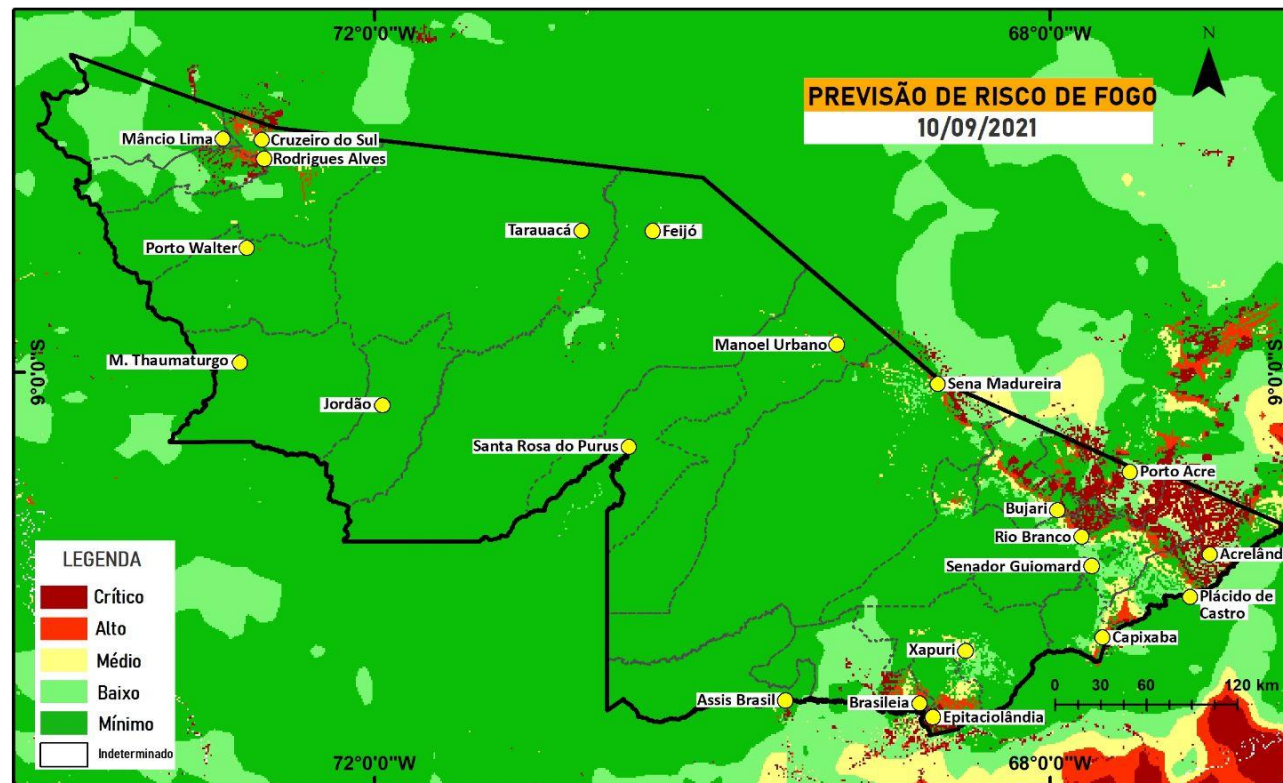 72°0'0"W
68°0'0"W
N
PREVISÃO DE RISCO DE FOGO
10/09/2021
Mâncio Lima
Cruzeiro do Sul
Rodrigues Alves
Tarauacá
Feijó
Porto Walter
9°0'0"S
M. Thaumaturgo
Manoel Urbano
9°0'0"S
Sena Madureira
Jordão
Santa Rosa do Purus
Porto Acre
Bujari
Rio Branco
Acrelând
Senador Guiomard
Plácido de
Castro
Capixaba
Xapuri
Assis Brasil
Brasileia
Epitaciolândia
LEGENDA
Crítico
Alto
Médio
Baixo
Mínimo
Indeterminado
0 30 60 120 km
72°0'0"W
68°0'0"W